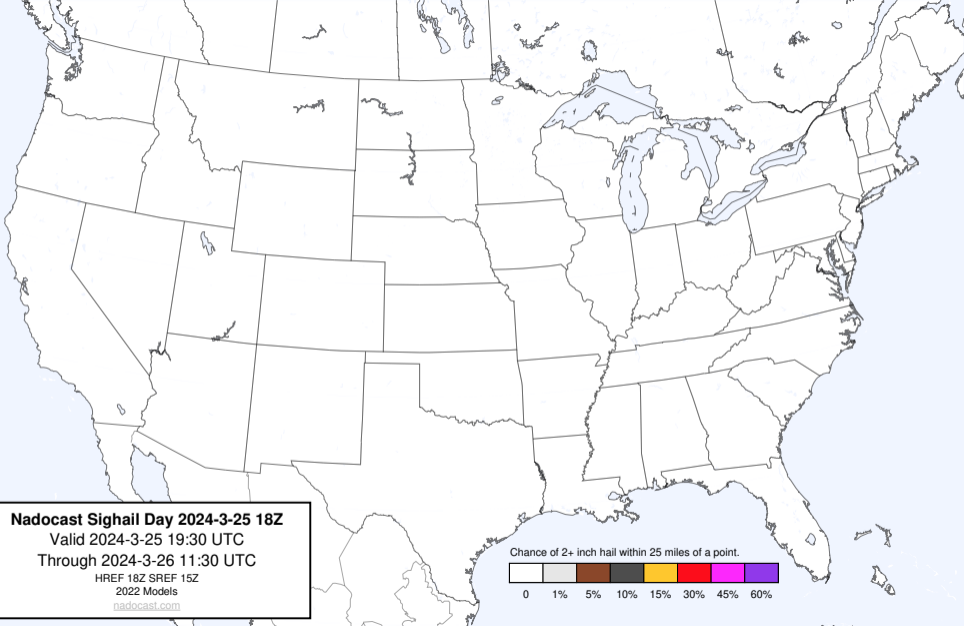 Nadocast Sighail Day 2024-3-25 18Z
Valid 2024-3-25 19:30 UTC
Through 2024-3-26 11:30 UTC
HREF 18Z SREF 15Z
2022 Models
nadocast.com
Chance of 2+ inch hail within 25 miles of a point.
0 1% 5% 10% 15% 30% 45% 60%